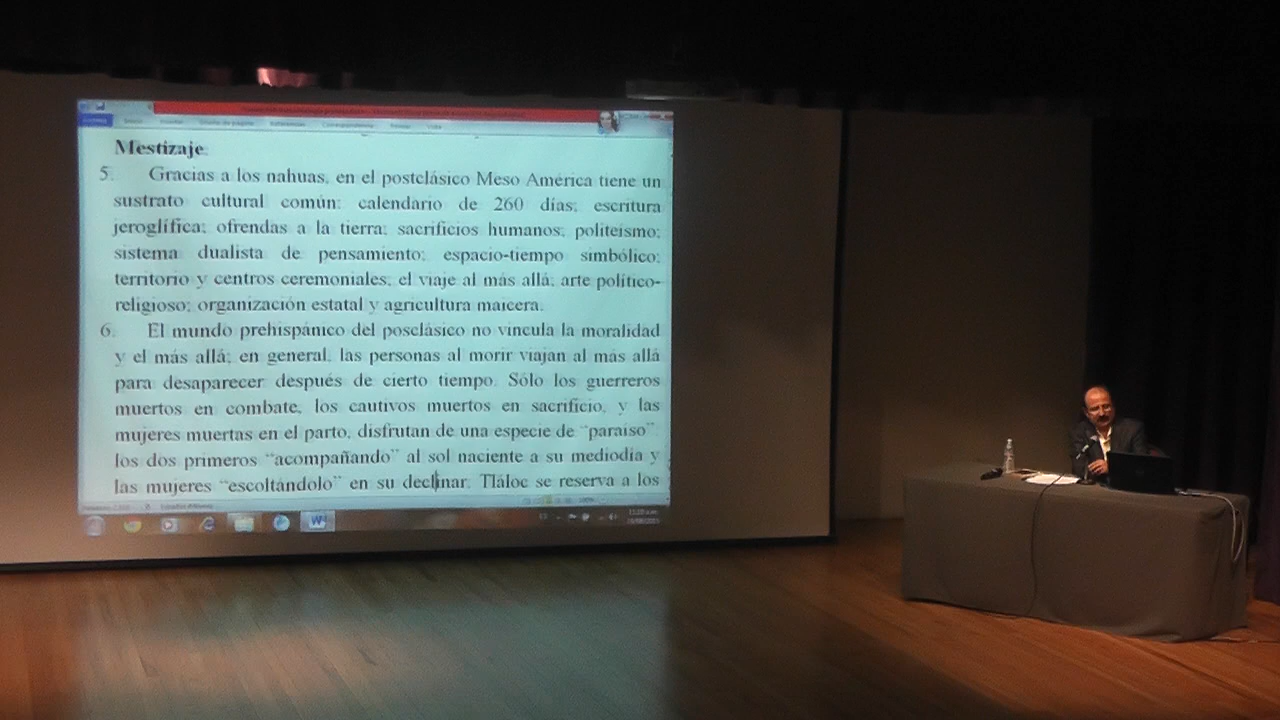 Mestizaje
5. Gracias a los nahuas, en el postclásico Meso América tiene un
sustrato cultural común: calendario de 260 días; escritura
jeroglífica; ofrendas a la tierra; sacrificios humanos; politeísmo;
sistema dualista de pensamiento; espacio-tiempo simbólico;
territorio y centros ceremoniales; el viaje al más allá; arte político-
religioso; organización estatal y agricultura maicera.
6. El mundo prehispánico del posclásico no vincula la moralidad
y el más allá; en general, las personas al morir viajan al más allá
para desaparecer después de cierto tiempo. Sólo los guerreros
muertos en combate, los cautivos muertos en sacrificio, y las
mujeres muertas en el parto, disfrutan de una especie de “paraíso”:
los dos primeros “acompañando” al sol naciente a su mediodía y
las mujeres “escoltándolo” en su declinar. Tláloc se reserva a los